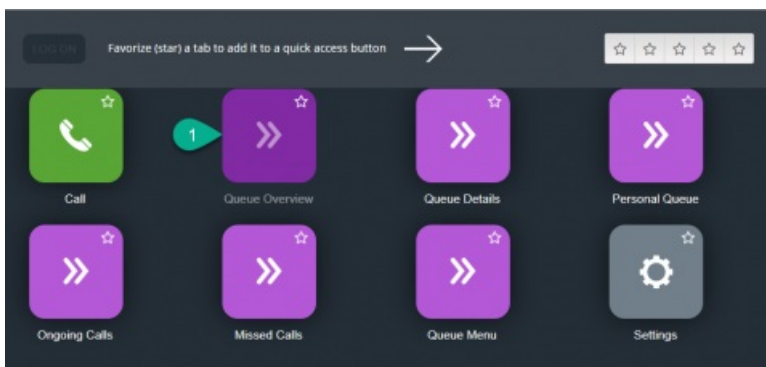 LOG ON
Favorize (star) a tab to add it to a quick access button
1
Call
Queue Overview
Queue Details
Personal Queue
Ongoing Calls
Missed Calls
Queue Menu
Settings